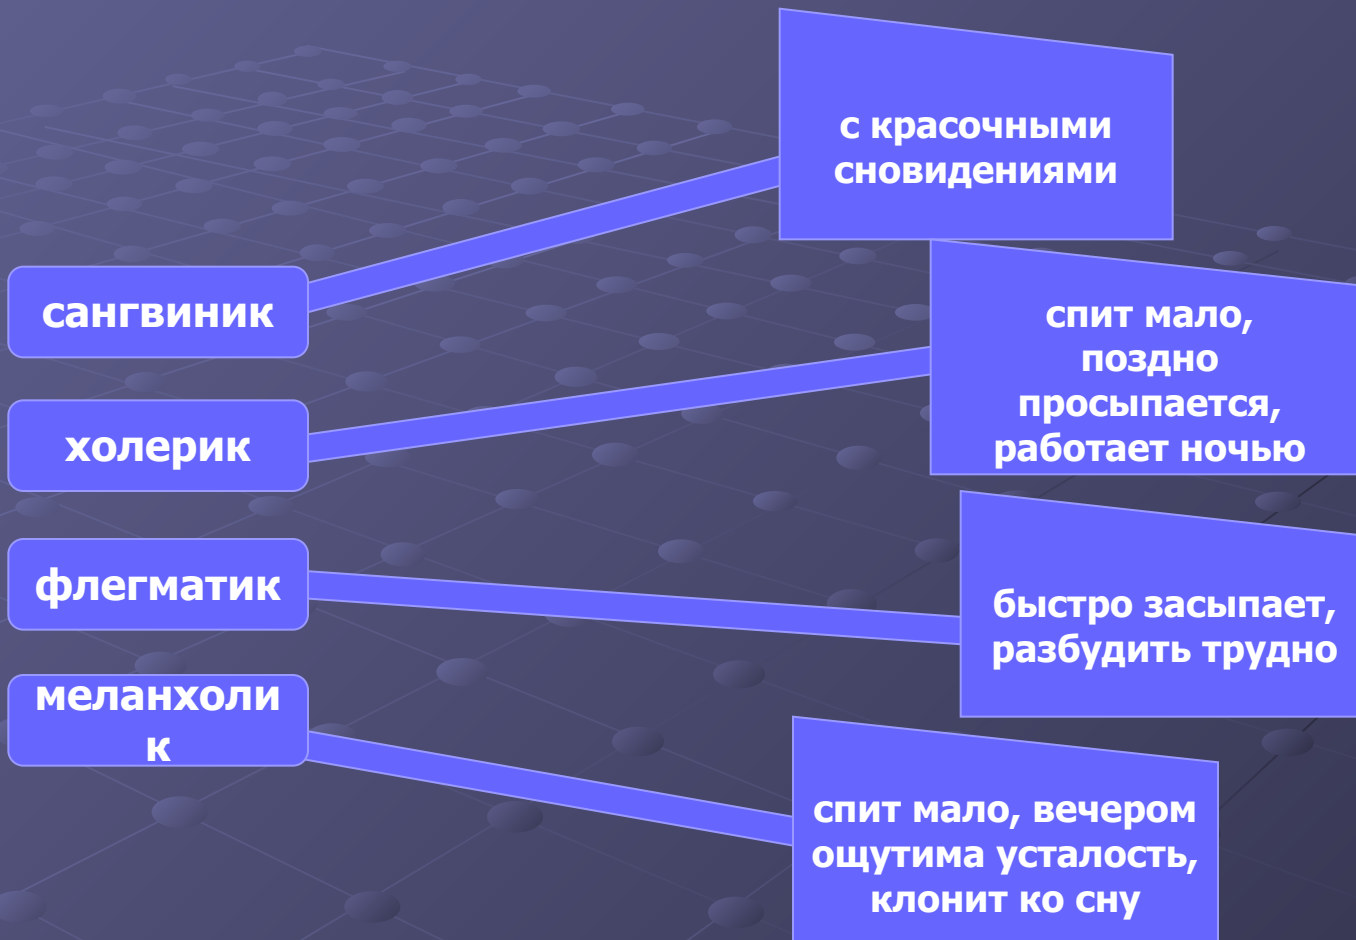 сангвиник
с красочными
сновидениями
холерик
спит мало,
поздно
просыпается,
работает ночью
флегматик
быстро засыпает,
разбудить трудно
меланхоли
к
спит мало, вечером
ощутима усталость,
клонит ко сну